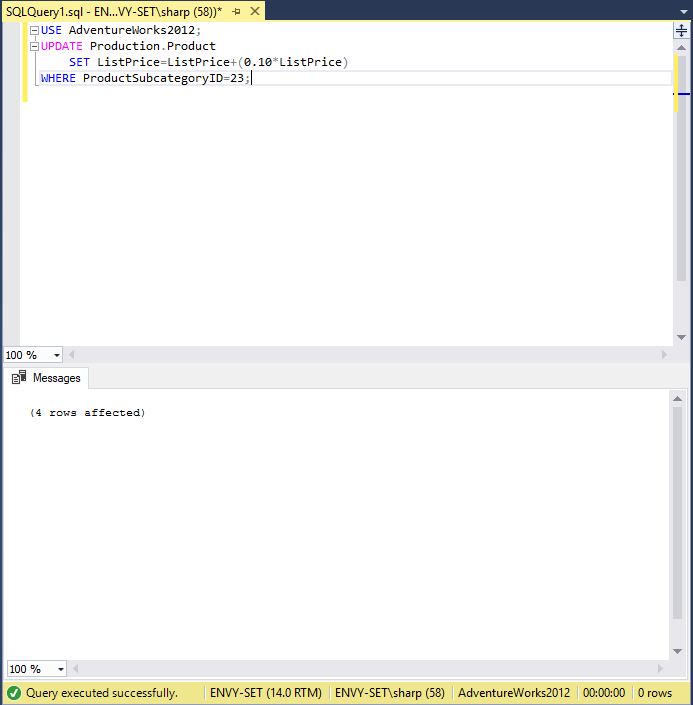 SQLQuery1.sql - EN...VY-SET\sharp (58))*
USE AdventureWorks2012;
UPDATE Production.Product
SET ListPrice=ListPrice+(0.10*ListPrice)
WHERE ProductSubcategoryID=23;
100 %
Messages
(4 rows affected)
100 %
Query executed successfully. ENVY-SET (14.0 RTM) ENVY-SET\sharp (58) AdventureWorks2012 00:00:00 0 rows